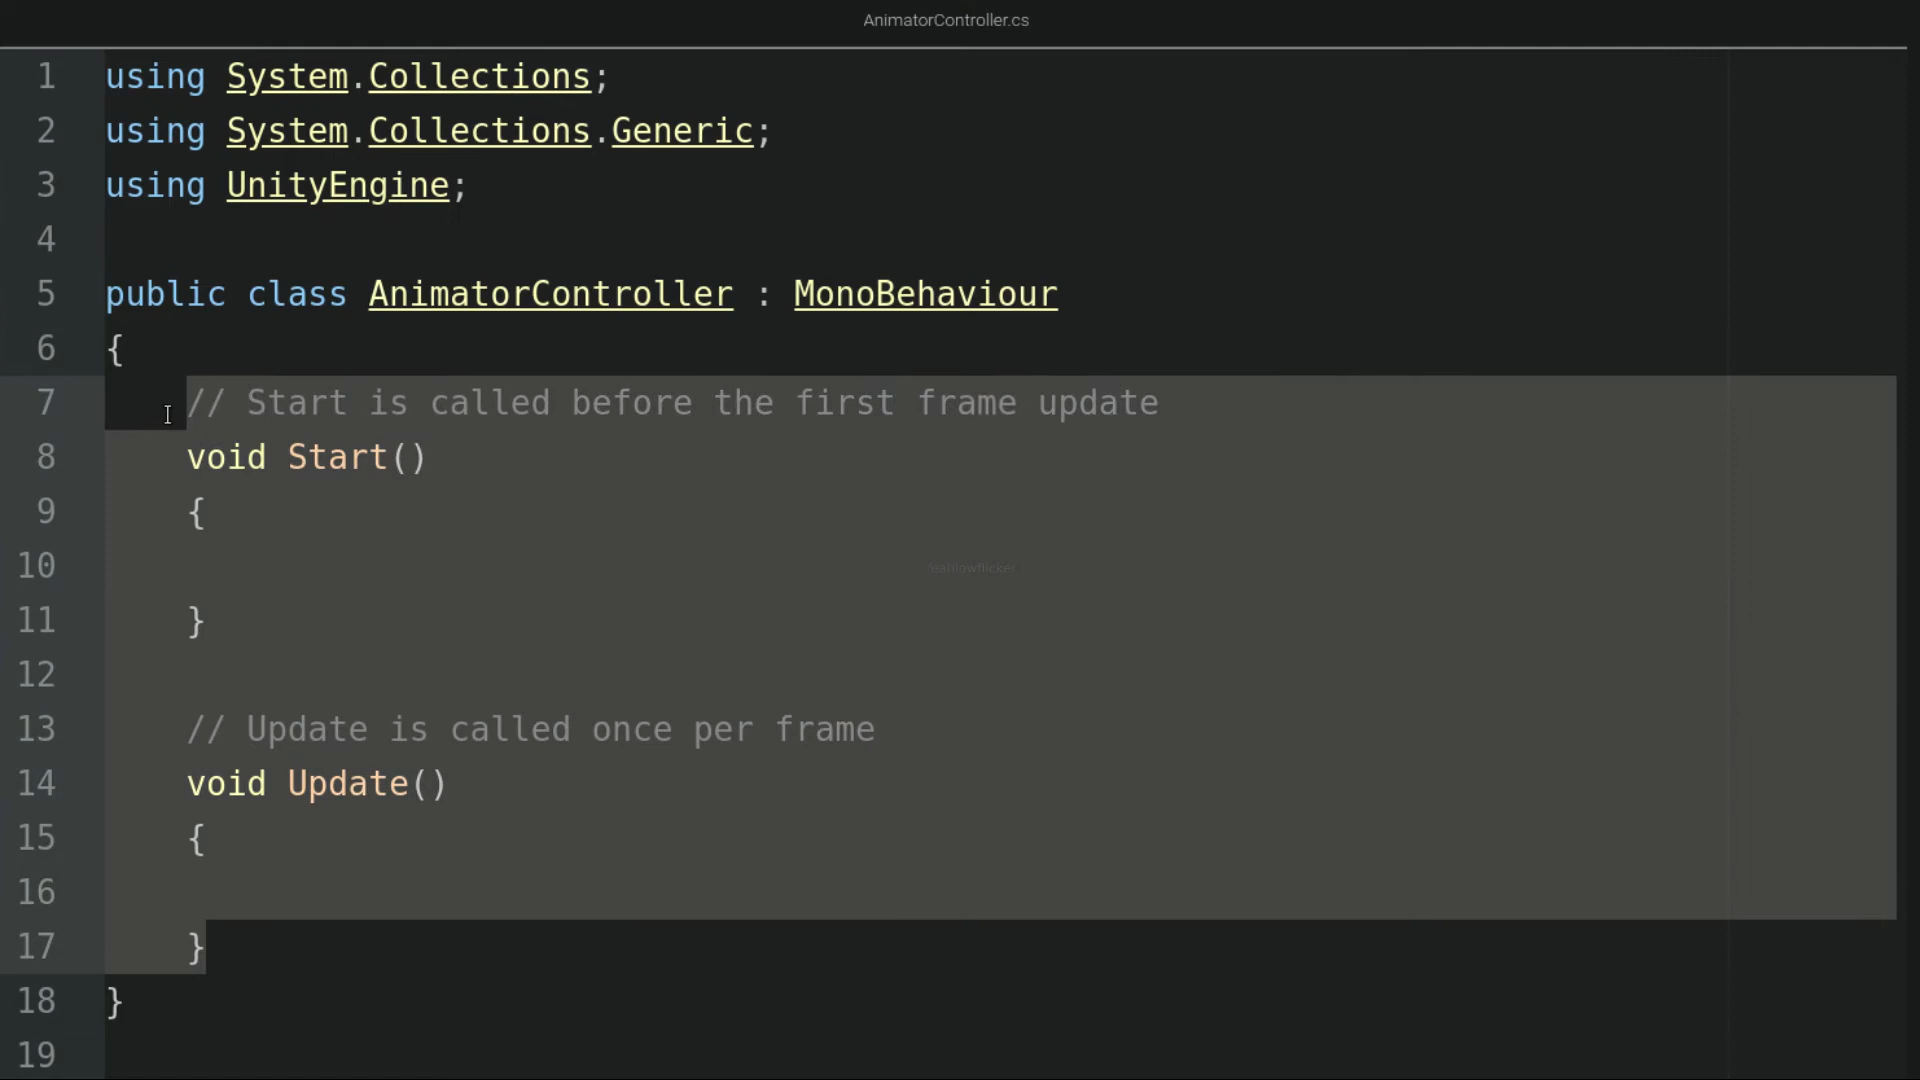 AnimatorController.cs
1 using System.Collections;
2 using System.Collections.Generic;
3 using UnityEngine;
4
5 public class AnimatorController : MonoBehaviour
6 {
7 // Start is called before the first frame update
8 void Start()
9 {
10
11 }
12
13 // Update is called once per frame
14 void Update()
15 {
16
17 }
18 }
19